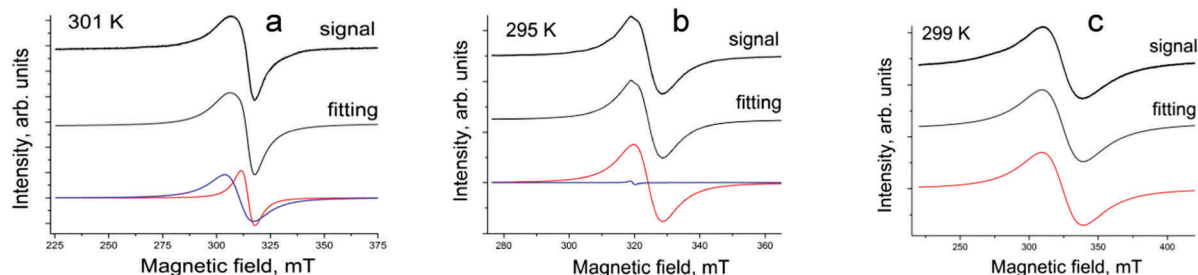 301 K
a
signal
fitting
Intensity, arb. units
225 250 275 300 325 350 375
Magnetic field, mT
295 K
b
signal
fitting
Intensity, arb. units
280 300 320 340 360
Magnetic field, mT
299 K
c
signal
fitting
Intensity, arb. units
250 300 350 400
Magnetic field, mT